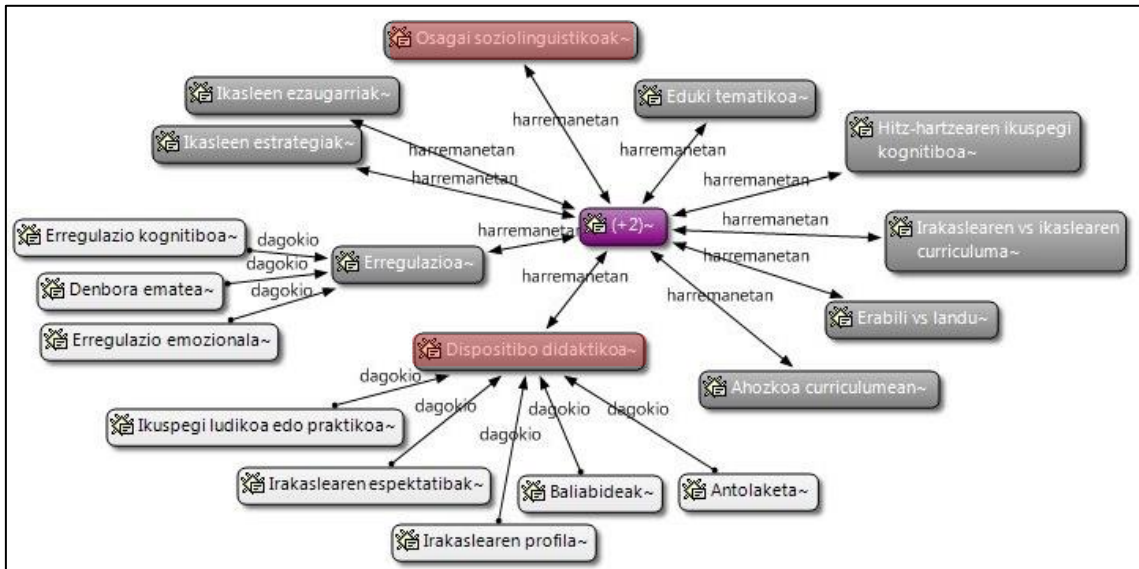 Osagai soziolinguistikoak~
Ikasleen ezaugarriak~
Eduki tematikoa~
harremanetan
Ikasleen estrategiak~
harremanetan
harremanetan
Hitz-hartzearen ikuspegi
kognitiboa~
harremanetan
harremanetan
(+2)~
harremanetan
Irakaslearen vs ikaslearen
curriculuma~
Erregulazio kognitiboa~
dagokio
harremanetan
harremanetan
Erregulazioa~
dagokio
harremanetan
harremanetan
Denbora ematea~
dagokio
Erabili vs landu~
Erregulazio emozionala~
Dispositibo didaktikoa~
dagokio
Ahozkoa curriculumean~
dagokio
dagokio
dagokio
Ikuspegi ludikoa edo praktikoa~
dagokio
Irakaslearen espektatibak~
Baliabideak~
Antolaketa~
Irakaslearen profila~